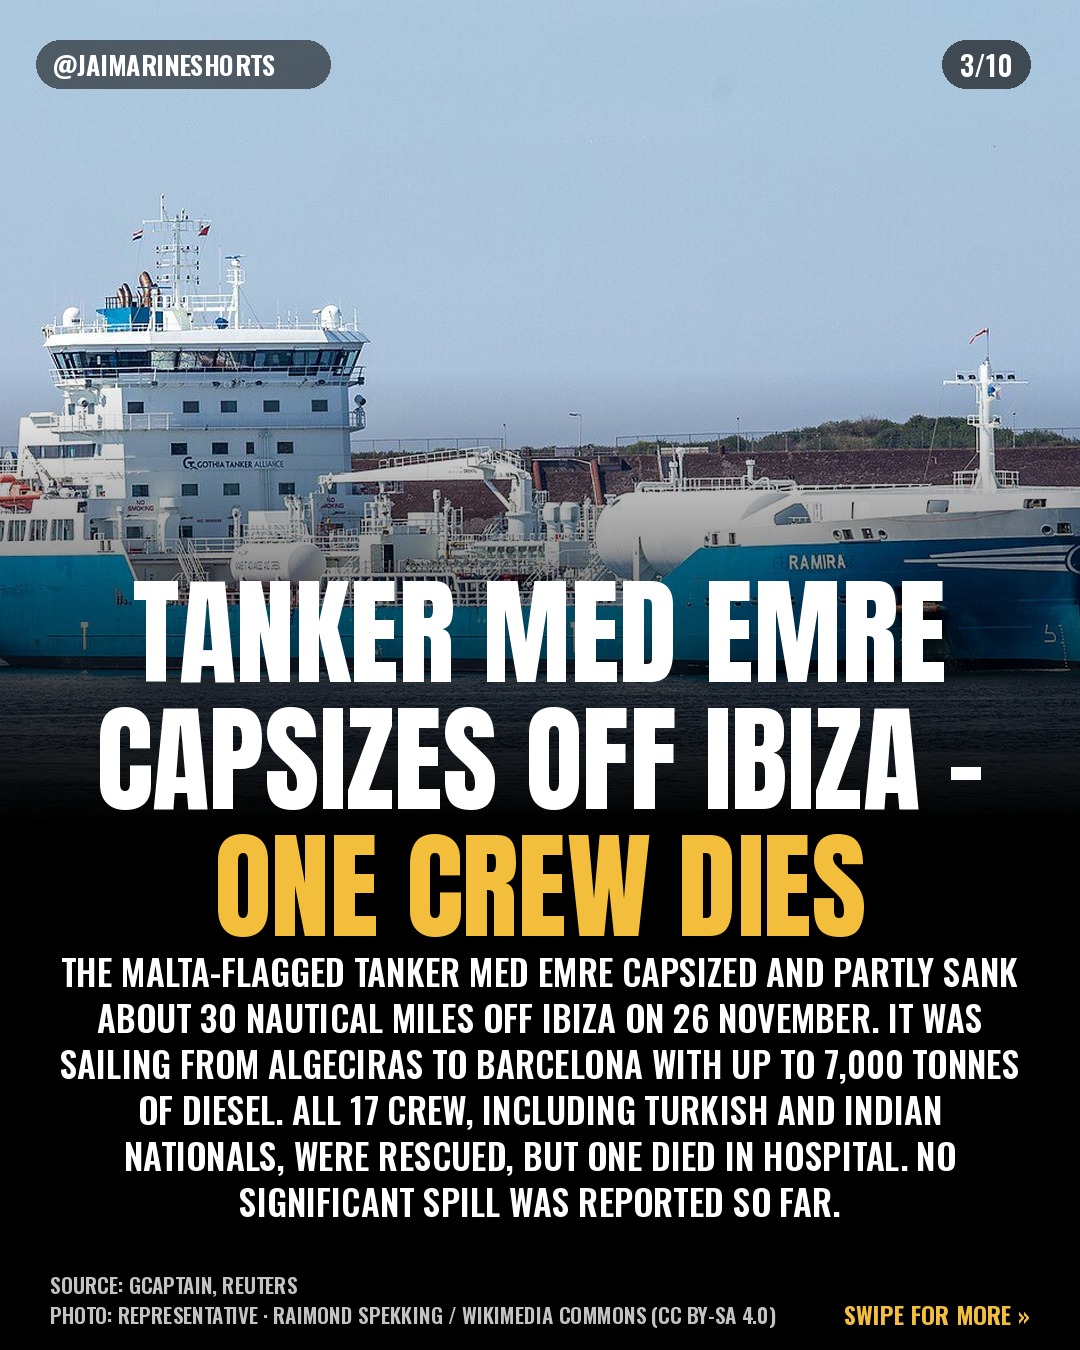 @JAIMARINESHORTS
3/10
GOTHIA TANKER ALLIANCE
NO SMOKING
NO SMOKING
RAMIRA
TANKER MED EMRE
CAPSIZES OFF IBIZA -
ONE CREW DIES
THE MALTA-FLAGGED TANKER MED EMRE CAPSIZED AND PARTLY SANK
ABOUT 30 NAUTICAL MILES OFF IBIZA ON 26 NOVEMBER. IT WAS
SAILING FROM ALGECIRAS TO BARCELONA WITH UP TO 7,000 TONNES
OF DIESEL. ALL 17 CREW, INCLUDING TURKISH AND INDIAN
NATIONALS, WERE RESCUED, BUT ONE DIED IN HOSPITAL. NO
SIGNIFICANT SPILL WAS REPORTED SO FAR.
SOURCE: GCAPTAIN, REUTERS
PHOTO: REPRESENTATIVE · RAIMOND SPEKKING / WIKIMEDIA COMMONS (CC BY-SA 4.0)
SWIPE FOR MORE »